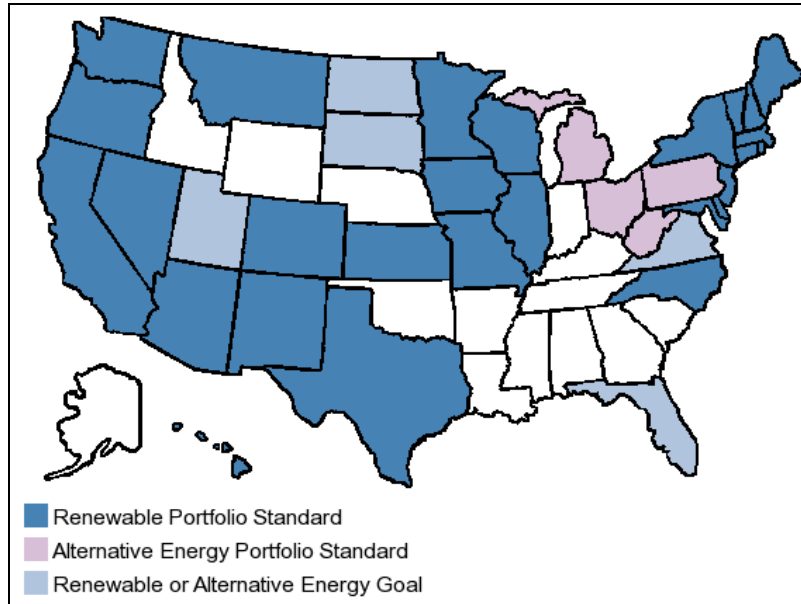 Renewable Portfolio Standard
Alternative Energy Portfolio Standard
Renewable or Alternative Energy Goal